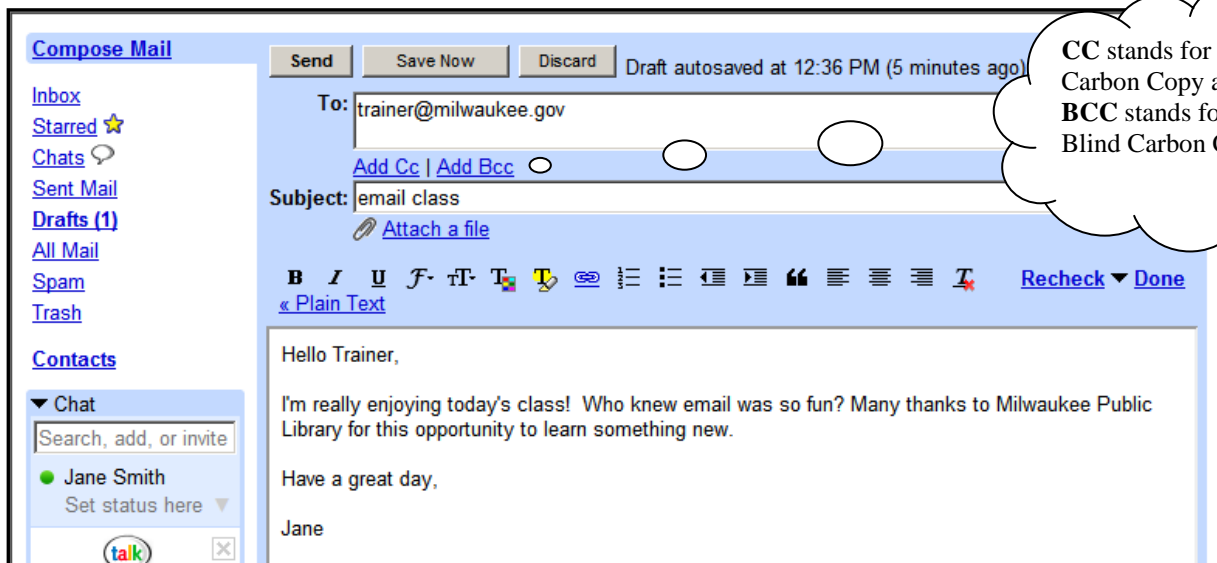 Compose Mail
Inbox
Starred
Chats
Sent Mail
Drafts (1)
All Mail
Spam
Trash
Contacts
Chat
Search, add, or invite
Jane Smith
Set status here
talk
Send Save Now Discard Draft autosaved at 12:36 PM (5 minutes ago)
To: trainer@milwaukee.gov
Add Cc | Add Bcc
Subject: email class
Attach a file
B I U F TT T T T Recheck Done
« Plain Text
Hello Trainer,
I'm really enjoying today's class! Who knew email was so fun? Many thanks to Milwaukee Public
Library for this opportunity to learn something new.
Have a great day,
Jane
CC stands for
Carbon Copy
BCC stands
Blind Carbon